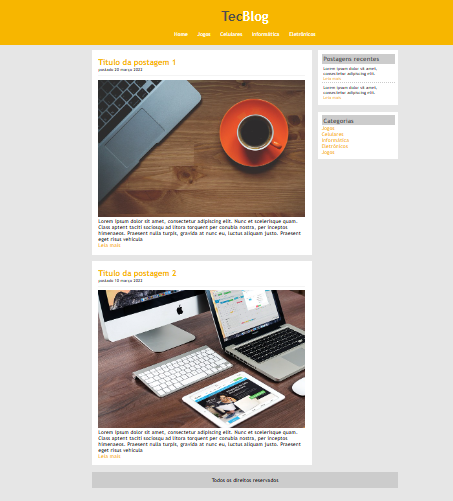 TecBlog
Home Jogos Celulares Informática Eletrônicos
Título da postagem 1
postado 20 março 2021
Lorem ipsum dolor sit amet, consectetur adipiscing elit. Nunc et scelerisque quam.
Class aptent taciti sociosqu ad litora torquent per conubia nostra, per inceptos
himenaeos. Praesent nulla turpis, gravida at nunc eu, luctus aliquam justo. Praesent
eget risus vehicula
Leia mais
Título da postagem 2
postado 10 março 2021
Lorem ipsum dolor sit amet, consectetur adipiscing elit. Nunc et scelerisque quam.
Class aptent taciti sociosqu ad litora torquent per conubia nostra, per inceptos
himenaeos. Praesent nulla turpis, gravida at nunc eu, luctus aliquam justo. Praesent
eget risus vehicula
Leia mais
Postagens recentes
Lorem ipsum dolor sit amet,
consectetur adipiscing elit.
Leia mais
Lorem ipsum dolor sit amet,
consectetur adipiscing elit.
Leia mais
Categorias
Jogos
Celulares
Informática
Eletrônicos
Jogos
Todos os direitos reservados